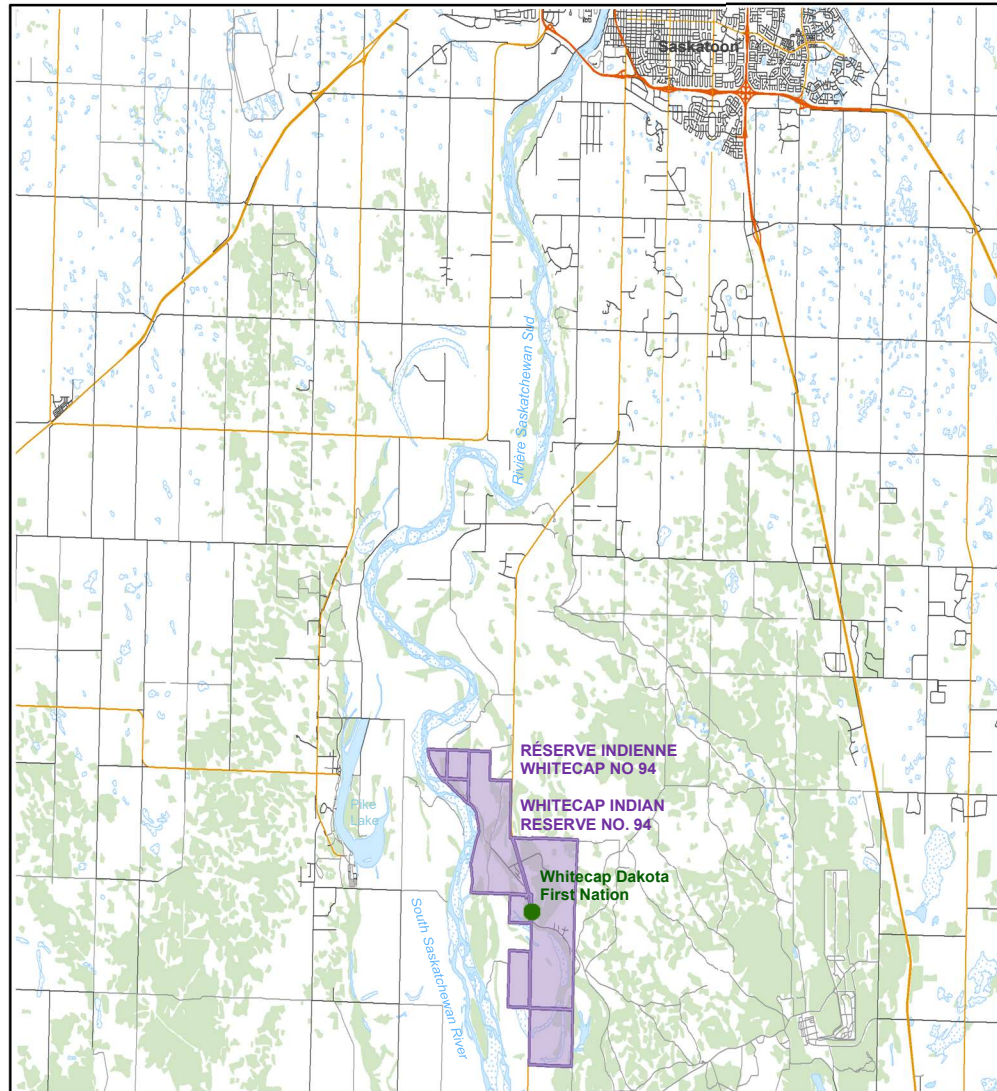 Saskatoon
Rivière Saskatchewan Sud
RÉSERVE INDIENNE
WHITECAP NO 94
WHITECAP INDIAN
RESERVE NO. 94
Pike
Lake
Whitecap Dakota
First Nation
South Saskatchewan River